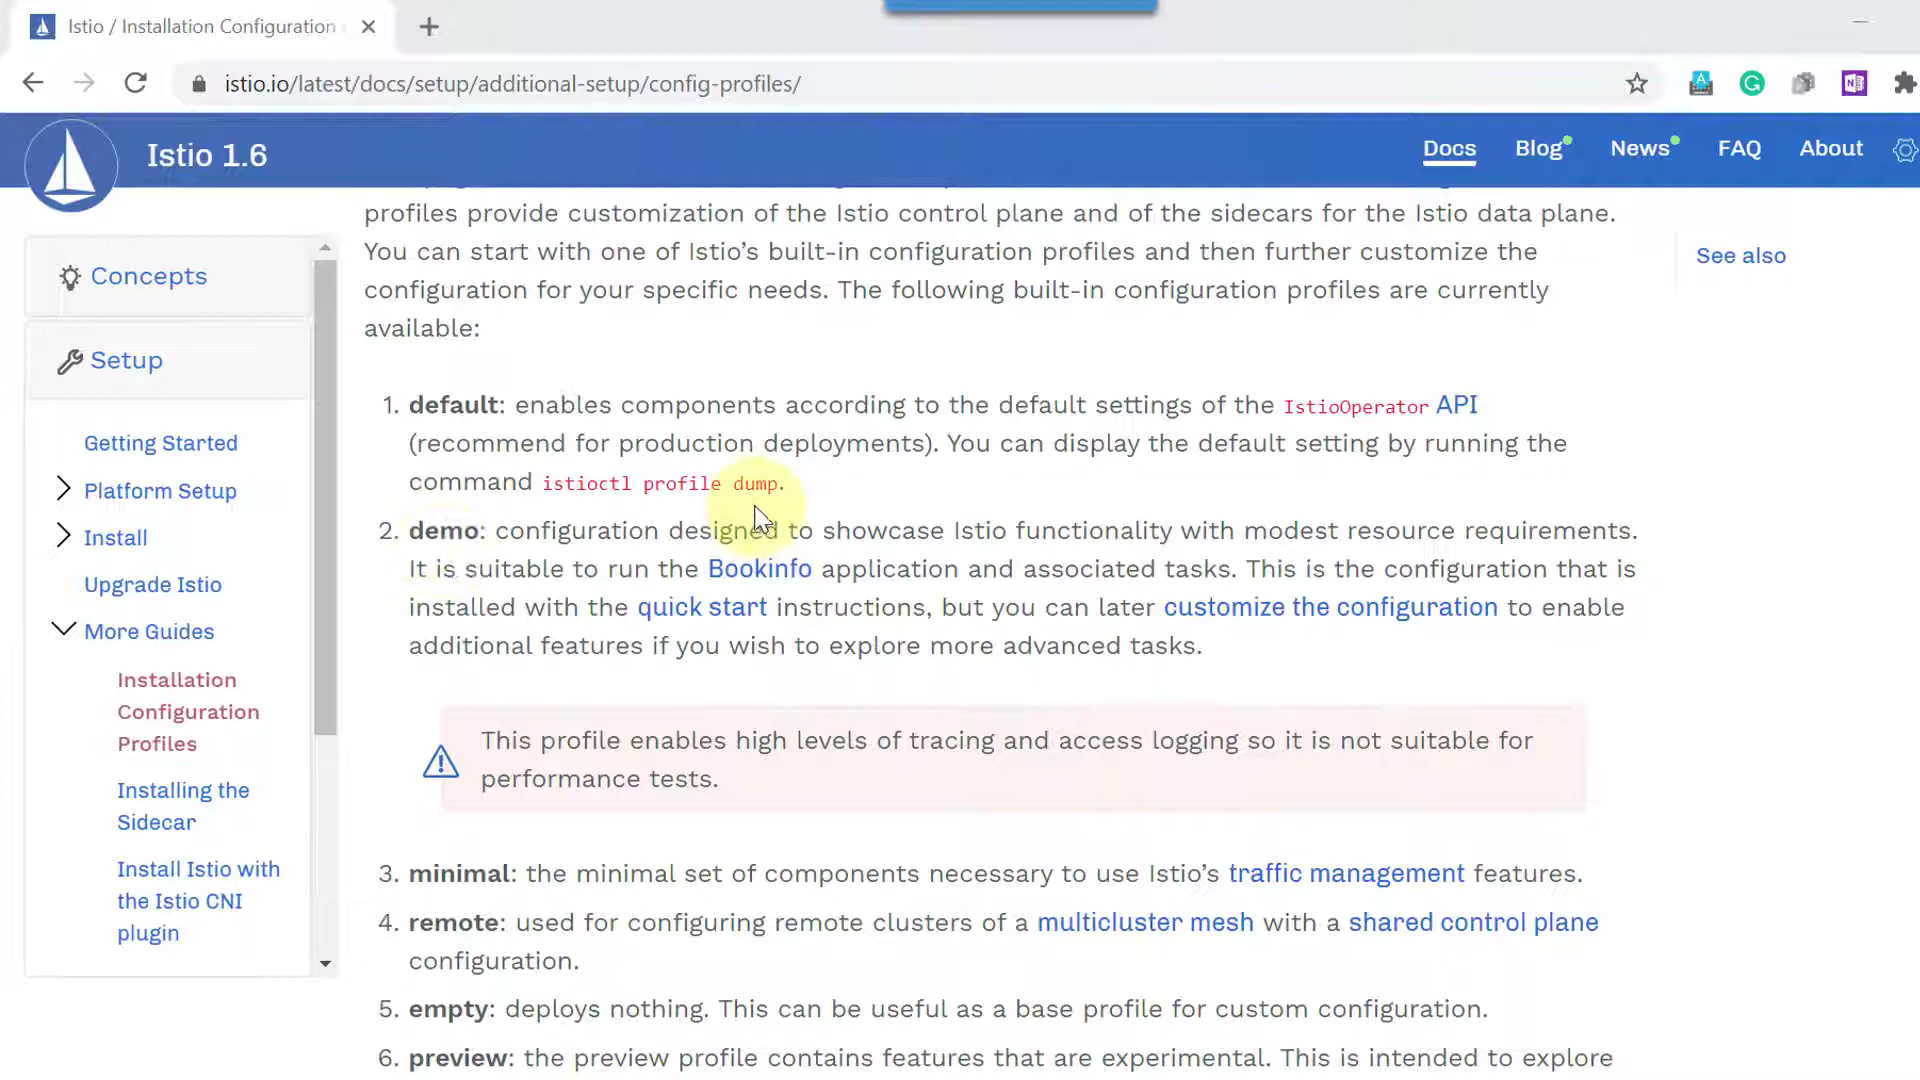 Istio / Installation Configuration
istio.io/latest/docs/setup/additional-setup/config-profiles/
Istio 1.6
Docs
Blog
News
FAQ
About
Concepts
Setup
Getting Started
Platform Setup
Install
Upgrade Istio
More Guides
Installation
Configuration
Profiles
Installing the
Sidecar
Install Istio with
the Istio CNI
plugin
profiles provide customization of the Istio control plane and of the sidecars for the Istio data plane.
You can start with one of Istio’s built-in configuration profiles and then further customize the
configuration for your specific needs. The following built-in configuration profiles are currently
available:
1. default: enables components according to the default settings of the IstioOperator API
(recommend for production deployments). You can display the default setting by running the
command istioctl profile dump.
2. demo: configuration designed to showcase Istio functionality with modest resource requirements.
It is suitable to run the Bookinfo application and associated tasks. This is the configuration that is
installed with the quick start instructions, but you can later customize the configuration to enable
additional features if you wish to explore more advanced tasks.
This profile enables high levels of tracing and access logging so it is not suitable for
performance tests.
3. minimal: the minimal set of components necessary to use Istio’s traffic management features.
4. remote: used for configuring remote clusters of a multicluster mesh with a shared control plane
configuration.
5. empty: deploys nothing. This can be useful as a base profile for custom configuration.
6. preview: the preview profile contains features that are experimental. This is intended to explore
See also